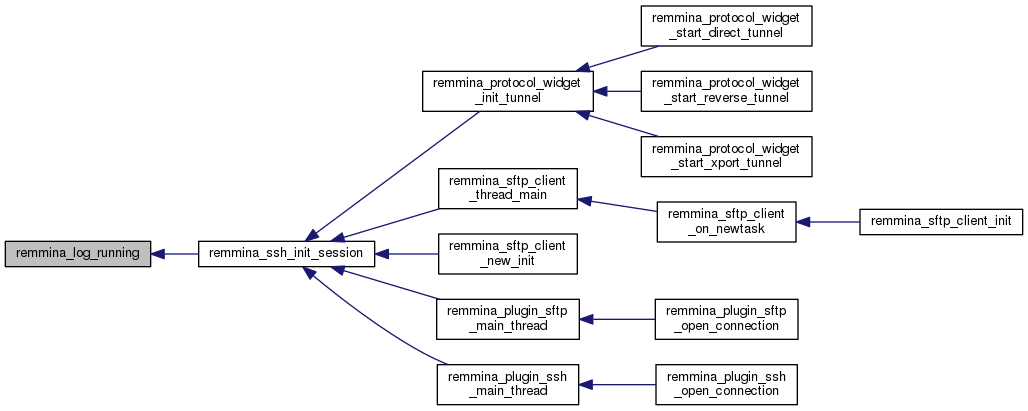 remmina_protocol_widget
_start_direct_tunnel
remmina_protocol_widget
_init_tunnel
remmina_protocol_widget
_start_reverse_tunnel
remmina_protocol_widget
_start_xport_tunnel
remmina_sftp_client
_thread_main
remmina_sftp_client
_on_newtask
remmina_sftp_client_init
remmina_log_running
remmina_ssh_init_session
remmina_sftp_client
_new_init
remmina_plugin_sftp
_main_thread
remmina_plugin_sftp
_open_connection
remmina_plugin_ssh
_main_thread
remmina_plugin_ssh
_open_connection